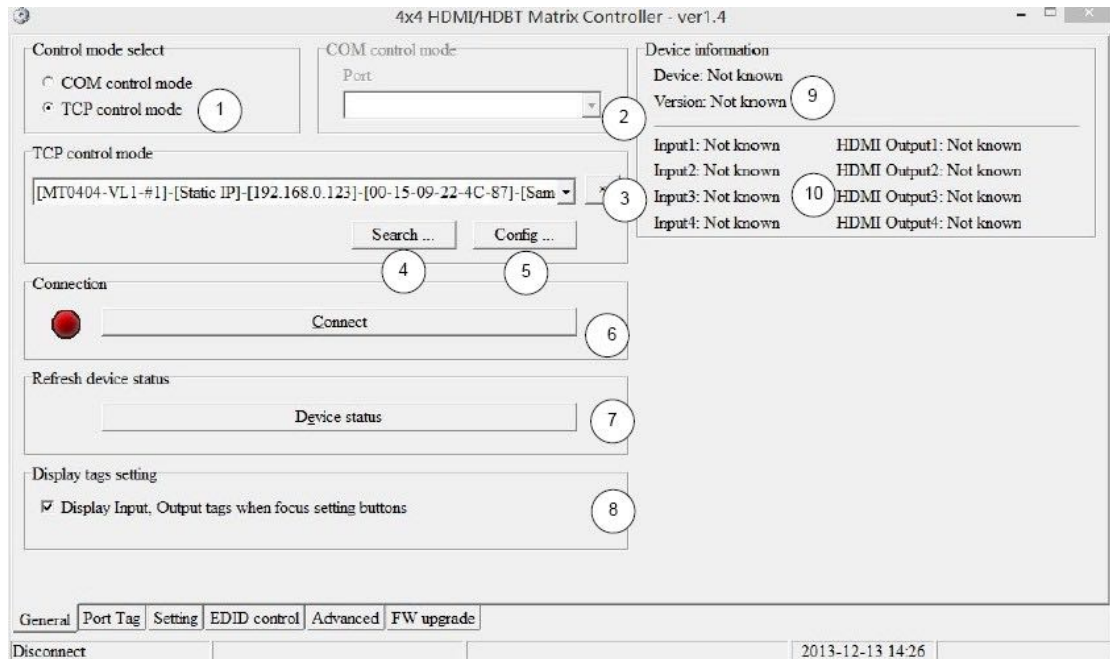 4x4 HDMI/HDBT Matrix Controller - ver1.4
Control mode select
COM control mode
TCP control mode
1
COM control mode
Port
2
TCP control mode
[MT0404-VL1-#1]-[Static IP]-[192.168.0.123]-[00-15-09-22-4C-87]-[Sam
3
Search ...
Config ...
4
5
Connection
Connect
6
Refresh device status
Device status
7
Display tags setting
Display Input, Output tags when focus setting buttons
8
Device information
Device: Not known
Version: Not known
9
Input1: Not known HDMI Output1: Not known
Input2: Not known HDMI Output2: Not known
Input3: Not known 10 HDMI Output3: Not known
Input4: Not known HDMI Output4: Not known
General Port Tag Setting EDID control Advanced FW upgrade
Disconnect 2013-12-13 14:26